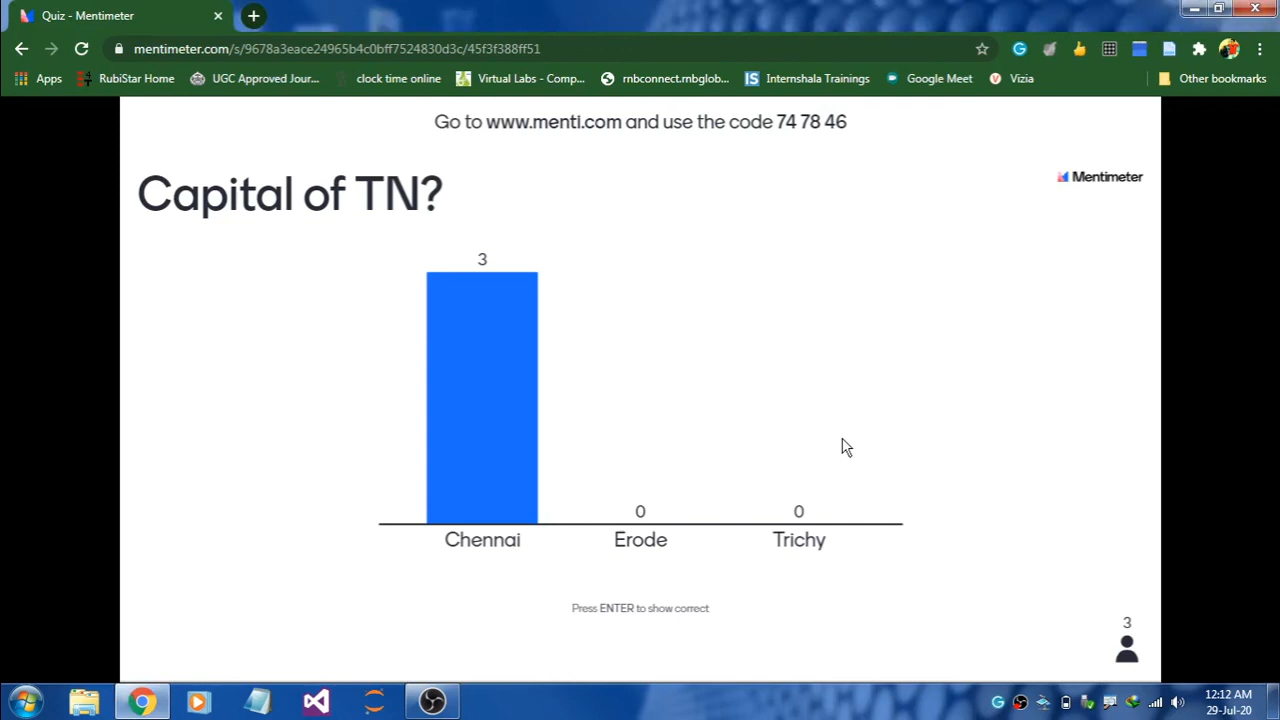 Quiz - Mentimeter
mentimeter.com/s/9678a3eace24965b4c0bff7524830d3c/45f3f388ff51
Apps RubiStar Home UGC Approved Jour... clock time online Virtual Labs - Comp... rnbconnect.rnbglob... Internshala Trainings Google Meet Vizia Other bookmarks
Go to www.menti.com and use the code 74 78 46
Mentimeter
Capital of TN?
3
0 0
Chennai Erode Trichy
Press ENTER to show correct
3
12:12 AM
29-Jul-20